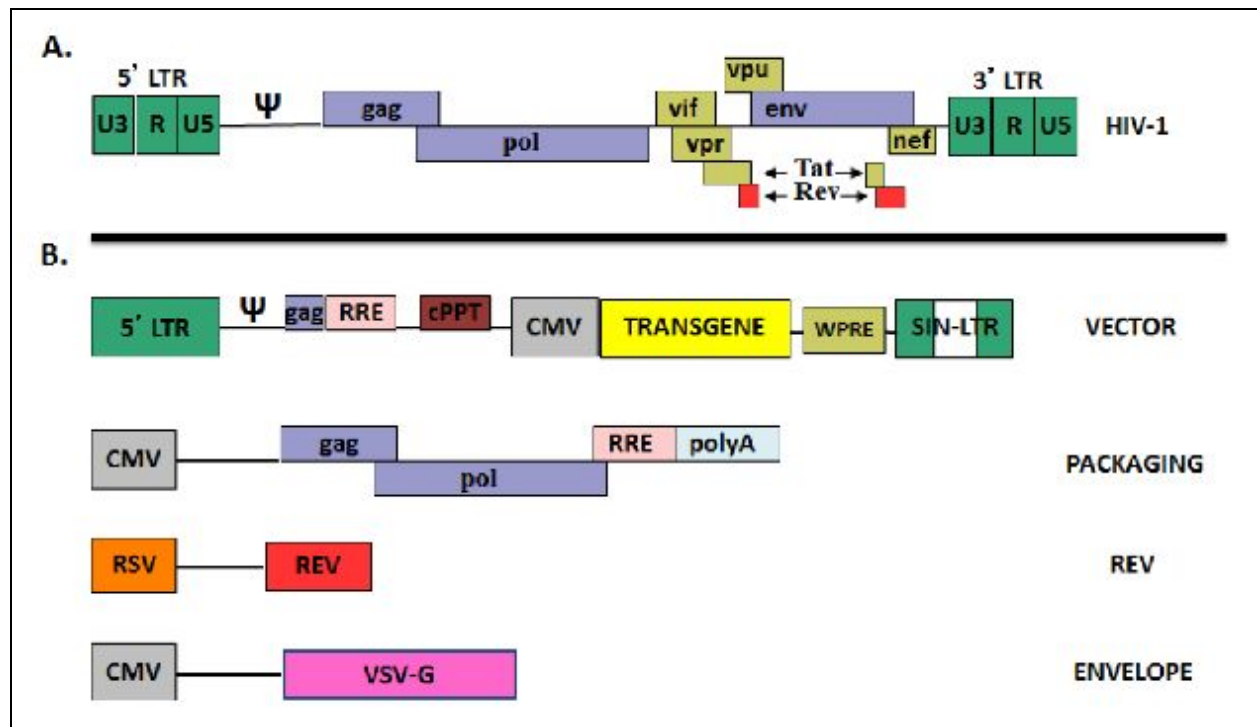 A.
5' LTR
Ψ
3' LTR
U3 R U5
gag
pol
vif
vpr
vpu
env
nef
U3 R U5
HIV-1
Tat
Rev
B.
5' LTR Ψ gag RRE cPPT CMV TRANSGENE WPRE SIN-LTR VECTOR
CMV gag pol RRE polyA PACKAGING
RSV REV REV
CMV VSV-G ENVELOPE